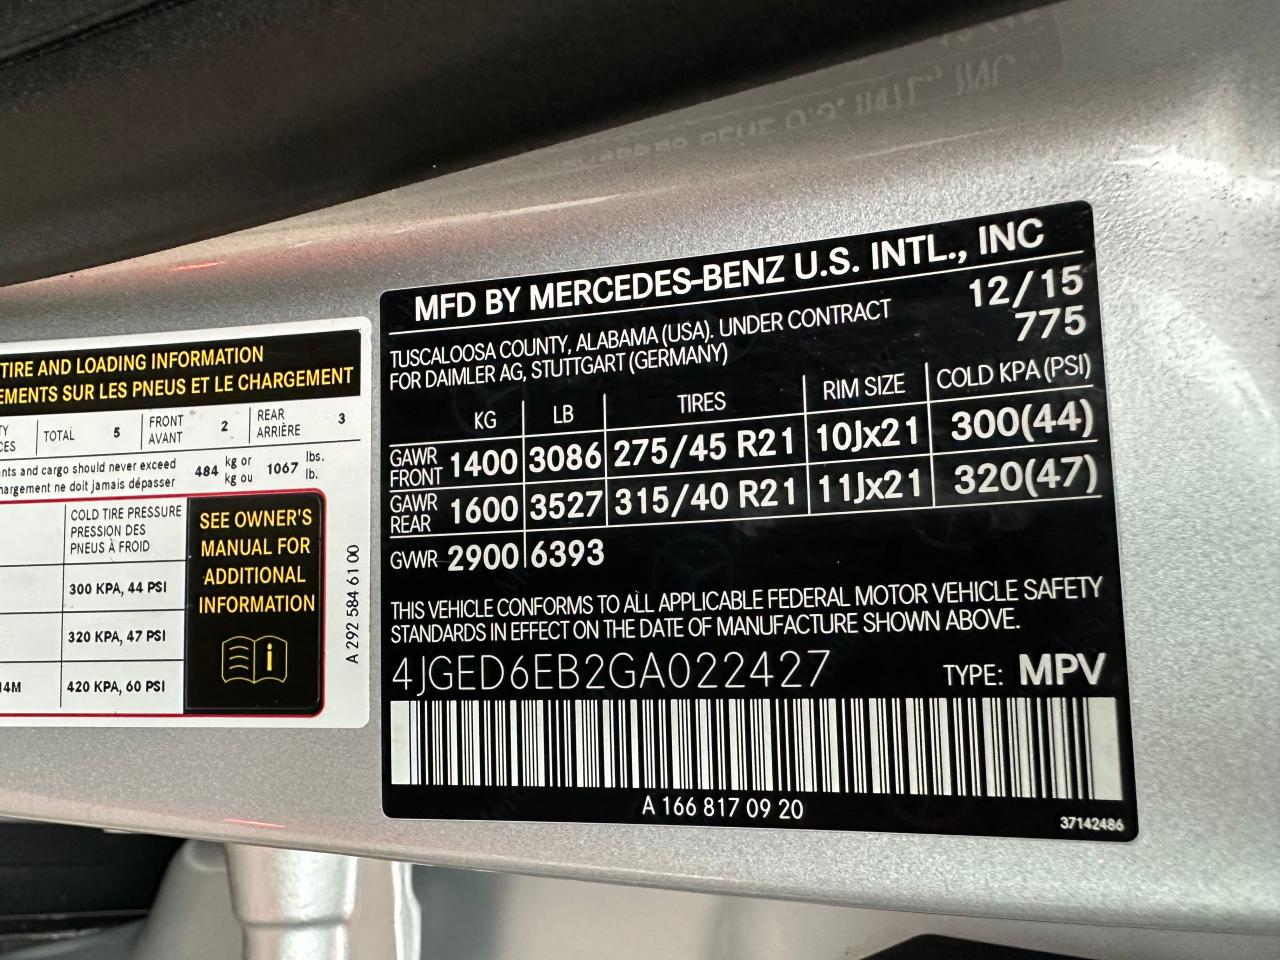 TIRE AND LOADING INFORMATION
SUR LES PNEUS ET LE CHARGEMENT
TOTAL 5
FRONT 2
AVANT
REAR 3
ARRIÈRE
and cargo should never exceed 484 kg or 1067 lbs.
ne doit jamais dépasser kg ou lb.
COLD TIRE PRESSURE
PRESSION DES
PNEUS À FROID
300 KPA, 44 PSI
320 KPA, 47 PSI
420 KPA, 60 PSI
SEE OWNER'S
MANUAL FOR
ADDITIONAL
INFORMATION
A 292 584 61 00
MFD BY MERCEDES-BENZ U.S. INTL., INC
TUSCALOOSA COUNTY, ALABAMA (USA). UNDER CONTRACT 12/15
FOR DAIMLER AG, STUTTGART (GERMANY) 775
KG LB TIRES RIM SIZE COLD KPA (PSI)
GAWR FRONT 1400 3086 275/45 R21 10Jx21 300(44)
GAWR REAR 1600 3527 315/40 R21 11Jx21 320(47)
GVWR 2900 6393
THIS VEHICLE CONFORMS TO ALL APPLICABLE FEDERAL MOTOR VEHICLE SAFETY
STANDARDS IN EFFECT ON THE DATE OF MANUFACTURE SHOWN ABOVE.
4JGED6EB2GA022427 TYPE: MPV
A 166 817 09 20
37142486